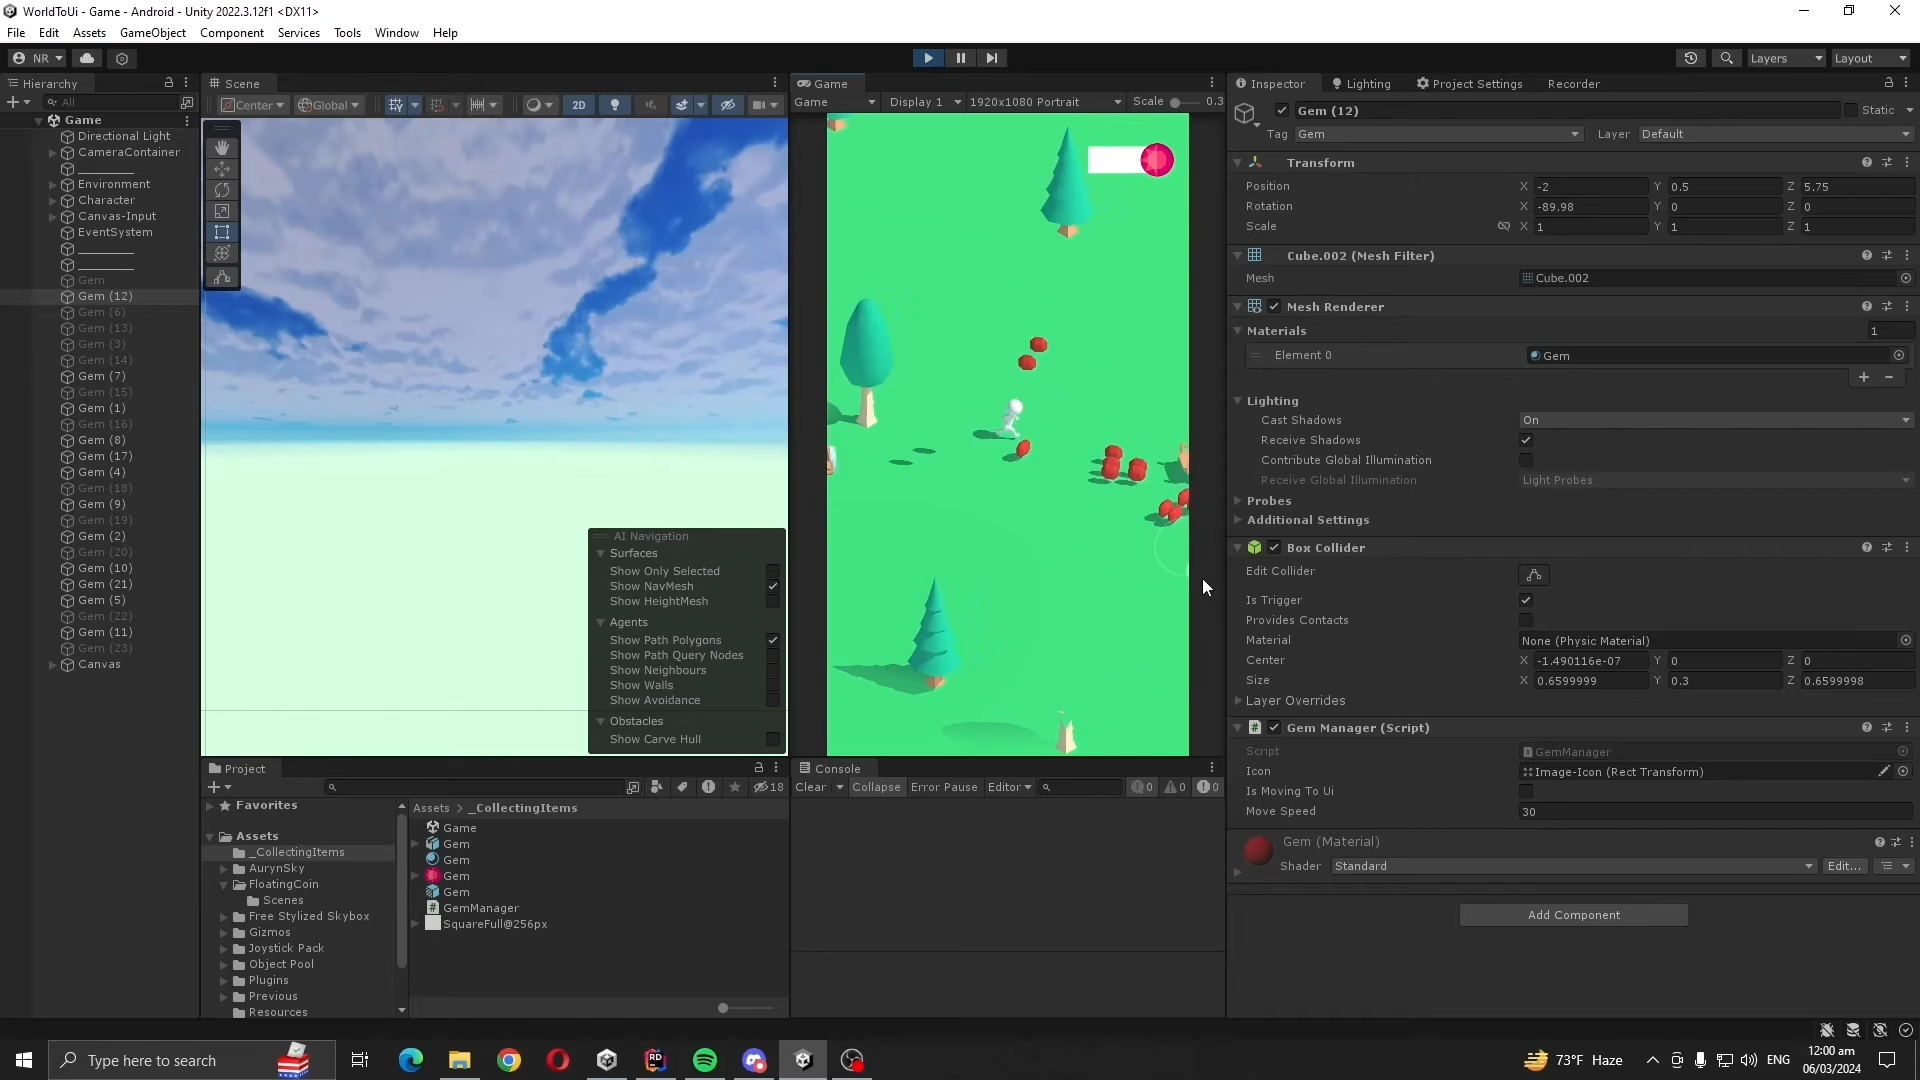 WorldToUi - Game - Android - Unity 2022.3.12f1 <DX11>
File Edit Assets GameObject Component Services Tools Window Help
NR
Layers Layout
Hierarchy
All
Game
Directional Light
CameraContainer
_________
Environment
Character
Canvas-Input
EventSystem
_________
_________
Gem
Gem (12)
Gem (6)
Gem (13)
Gem (3)
Gem (14)
Gem (7)
Gem (15)
Gem (1)
Gem (16)
Gem (8)
Gem (17)
Gem (4)
Gem (18)
Gem (9)
Gem (19)
Gem (2)
Gem (20)
Gem (10)
Gem (21)
Gem (5)
Gem (22)
Gem (11)
Gem (23)
Canvas
Scene
Center Global 2D
AI Navigation
Surfaces
Show Only Selected
Show NavMesh
Show HeightMesh
Agents
Show Path Polygons
Show Path Query Nodes
Show Neighbours
Show Walls
Show Avoidance
Obstacles
Show Carve Hull
Game
Game Display 1 1920x1080 Portrait Scale 0.3
Project
18
Favorites
Assets
_CollectingItems
AurynSky
FloatingCoin
Scenes
Free Stylized Skybox
Gizmos
Joystick Pack
Object Pool
Plugins
Previous
Resources
Assets > _CollectingItems
Game
Gem
Gem
Gem
Gem
GemManager
SquareFull@256px
Console
Clear Collapse Error Pause Editor 0 0 0
Inspector Lighting Project Settings Recorder
Gem (12) Static
Tag Gem Layer Default
Transform
Position X -2 Y 0.5 Z 5.75
Rotation X -89.98 Y 0 Z 0
Scale X 1 Y 1 Z 1
Cube.002 (Mesh Filter)
Mesh Cube.002
Mesh Renderer
Materials 1
Element 0 Gem
Lighting
Cast Shadows On
Receive Shadows
Contribute Global Illumination
Receive Global Illumination Light Probes
Probes
Additional Settings
Box Collider
Edit Collider
Is Trigger
Provides Contacts
Material None (Physic Material)
Center X -1.490116e-07 Y 0 Z 0
Size X 0.6599999 Y 0.3 Z 0.6599998
Layer Overrides
Gem Manager (Script)
Script GemManager
Icon Image-Icon (Rect Transform)
Is Moving To Ui
Move Speed 30
Gem (Material)
Shader Standard Edit...
Add Component
Type here to search
73°F Haze ENG
12:00 am
06/03/2024